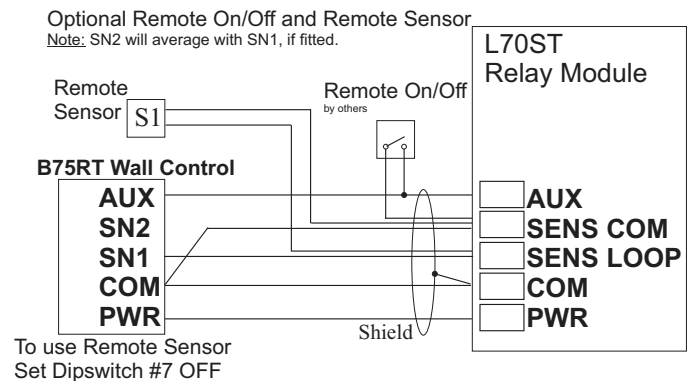 Optional Remote On/Off and Remote Sensor
Note: SN2 will average with SN1, if fitted.
L70ST
Relay Module
Remote
Sensor
S1
Remote On/Off
by others
B75RT Wall Control
AUX
SN2
SN1
COM
PWR
AUX
SENS COM
SENS LOOP
COM
PWR
Shield
To use Remote Sensor
Set Dipswitch #7 OFF